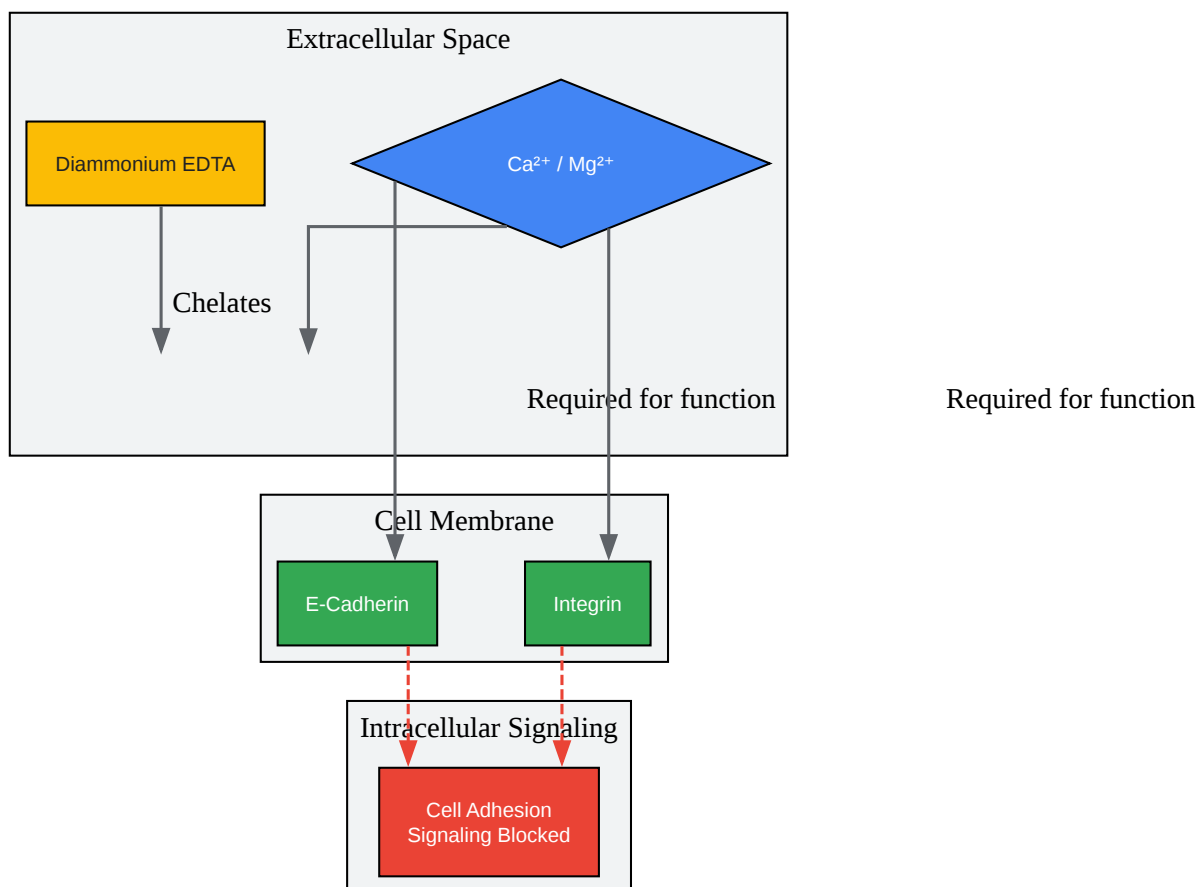 Extracellular Space
Diammonium EDTA
Ca²⁺ / Mg²⁺
Chelates
Required for function
Required for function
Cell Membrane
E-Cadherin
Integrin
Intracellular Signaling
Cell Adhesion
Signaling Blocked